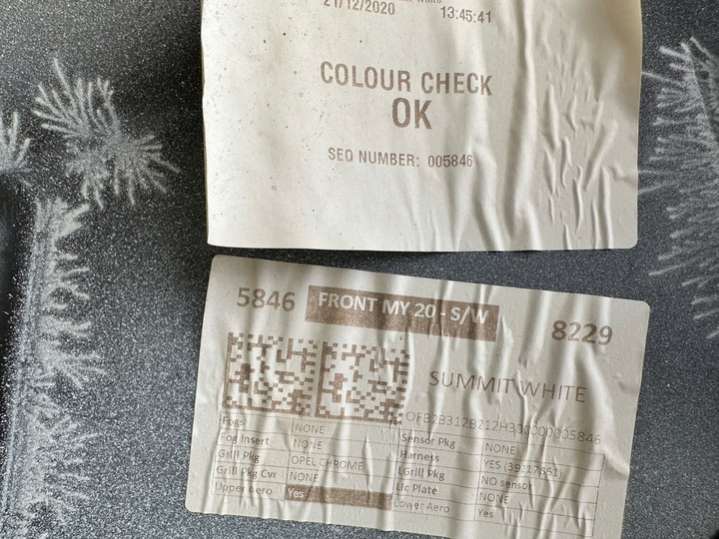 21/12/2020 13:45:41
COLOUR CHECK
OK
SEQ NUMBER: 005846
5846 FRONT MY 20 - S/W 8229
SUMMIT WHITE
Fogs NONE Sensor Pkg NONE
Fog Insert NONE Harness YES
Grill Pkg OPEL CHROME LGrill Pkg NO sensor
Grill Pkg Cvr NONE Lic Plate NONE
Upper Aero Yes Lower Aero Yes